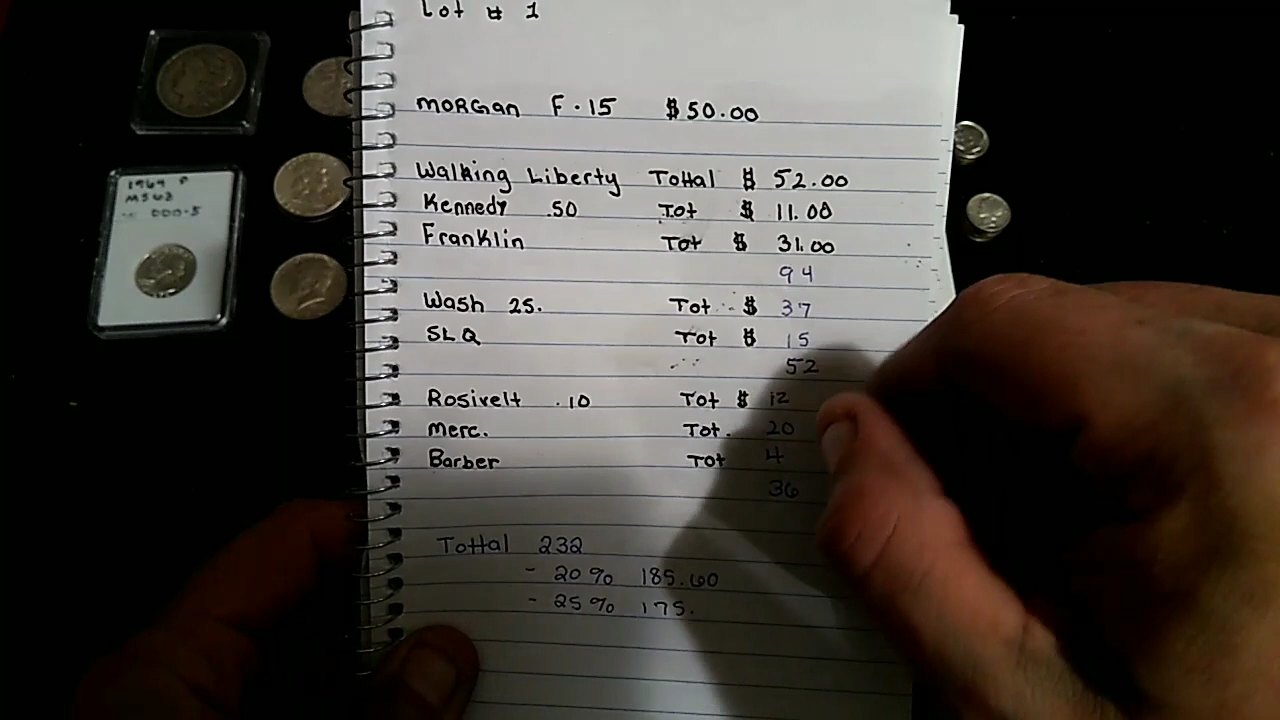 Lot # 1
MORGAN F.15 $50.00
Walking Liberty Tottal $ 52.00
Kennedy .50 Tot $ 11.00
Franklin Tot $ 31.00
94
Wash 25. Tot $ 37
SLQ Tot $ 15
52
Rosivelt .10 Tot $ 12
merc. Tot. 20
Barber Tot 4
36
Tottal 232
- 20% 185.60
- 25% 175.
1969 P
MS63